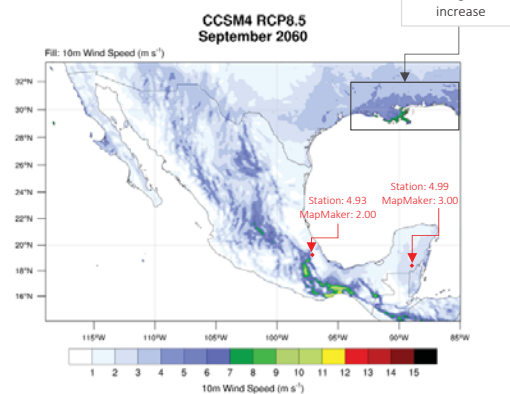 increase
CCSM4 RCP8.5
September 2060
Fill: 10m Wind Speed (m s⁻¹)
32°N
30°N
28°N
26°N
24°N
22°N
20°N
18°N
16°N
Station: 4.93
MapMaker: 2.00
Station: 4.99
MapMaker: 3.00
115°W
110°W
105°W
100°W
95°W
90°W
85°W
1 2 3 4 5 6 7 8 9 10 11 12 13 14 15
10m Wind Speed (m s⁻¹)